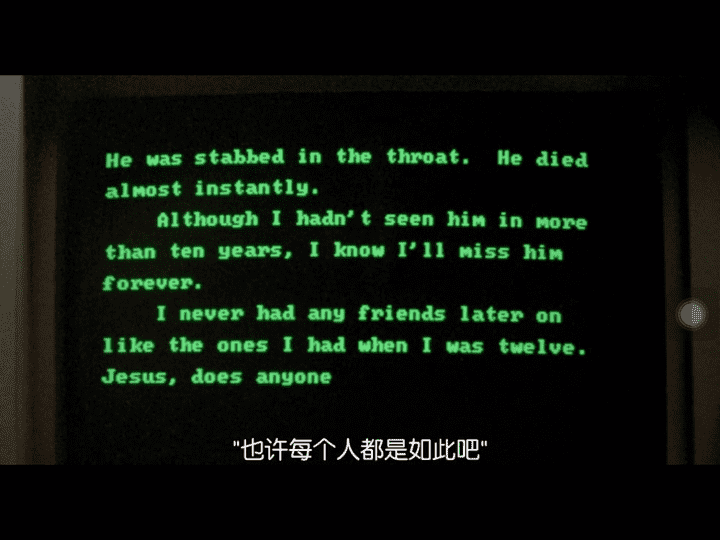 He was stabbed in the throat.  He died
almost instantly.
Although I hadn't seen him in more
than ten years, I know I'll miss him
forever.
I never had any friends later on
like the ones I had when I was twelve.
Jesus, does anyone
"也许每个人都是如此吧"